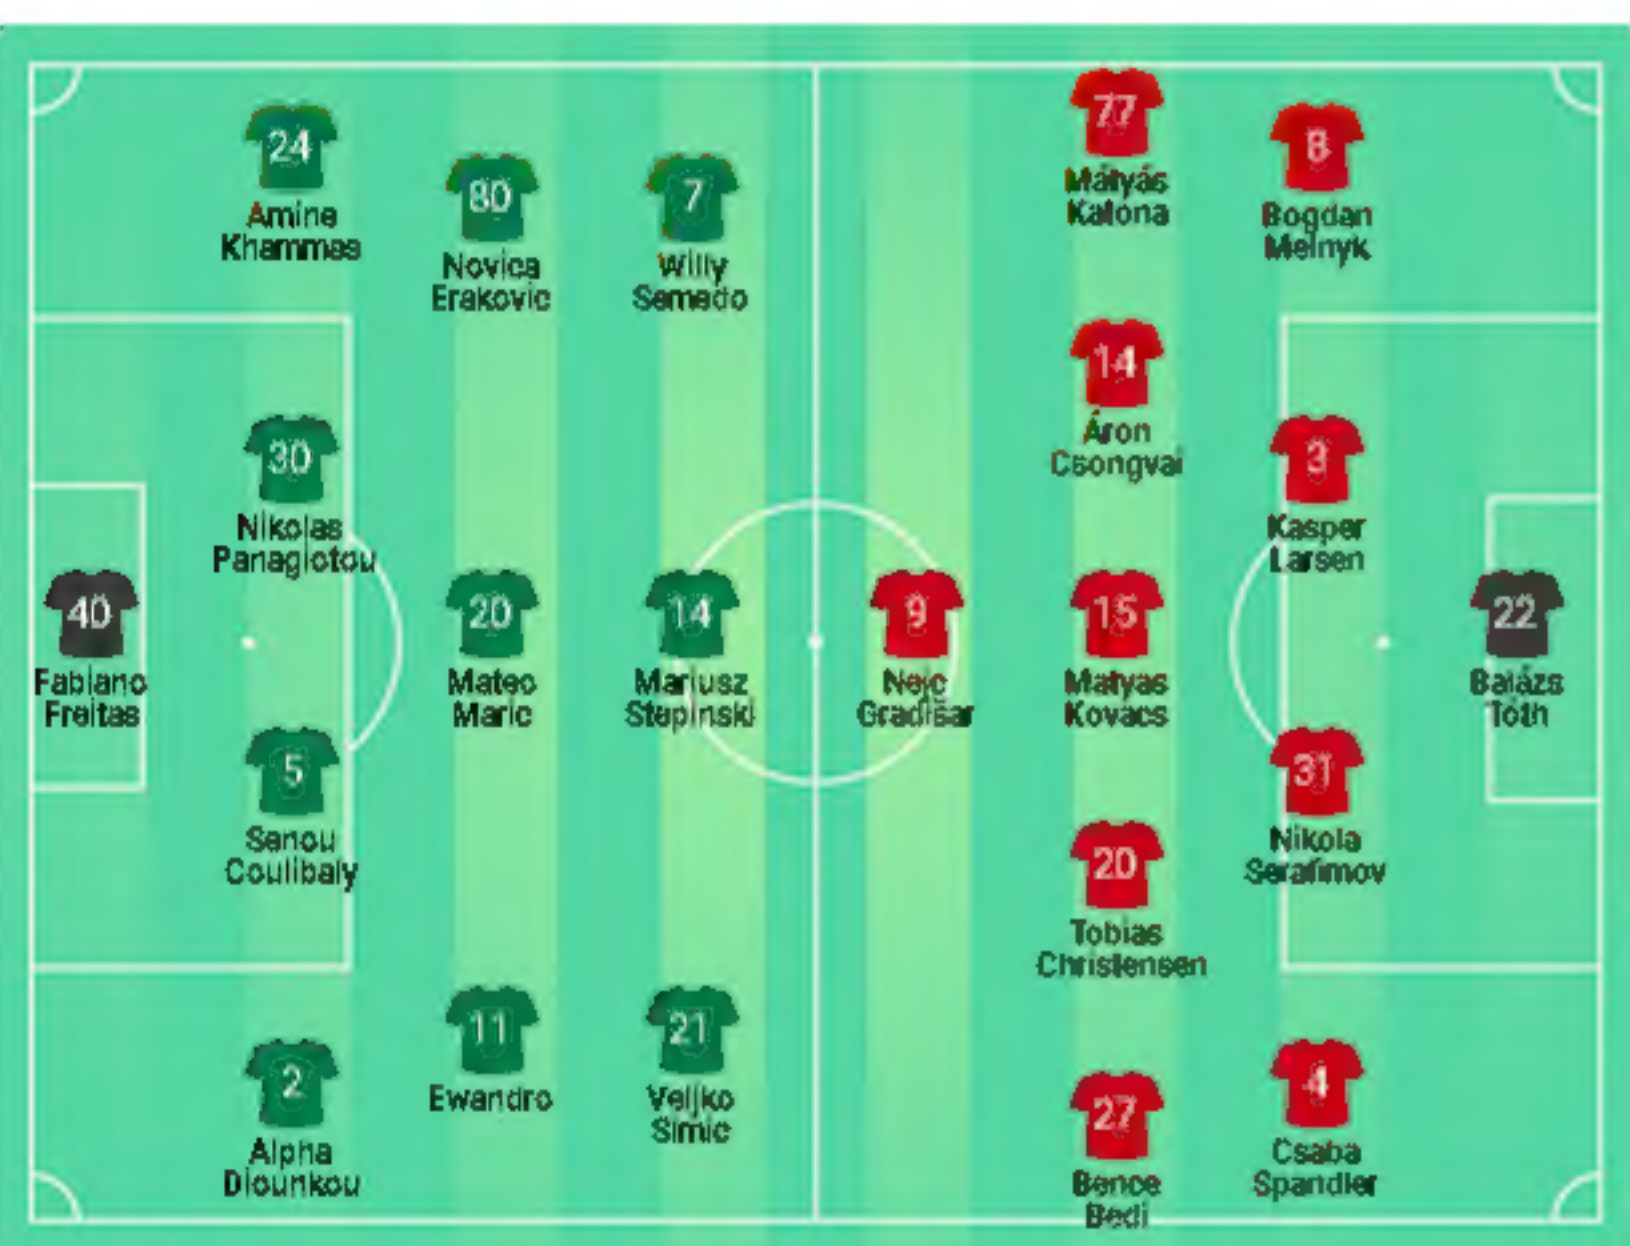 24
Amine
Khammas
80
Novica
Erakovic
7
Willy
Semedo
30
Nikolas
Panagiotou
40
Fabiano
Freitas
20
Mateo
Maric
14
Mariusz
Stepinski
5
Senou
Coulibaly
2
Alpha
Diounkou
11
Ewandro
21
Veljko
Simic
77
Mátyás
Katona
8
Bogdan
Melnyk
14
Áron
Csongvai
3
Kasper
Larsen
9
Nejc
Gradišar
15
Matyas
Kovacs
22
Balázs
Tóth
31
Nikola
Serafimov
20
Tobias
Christensen
27
Bence
Bedi
4
Csaba
Spandler